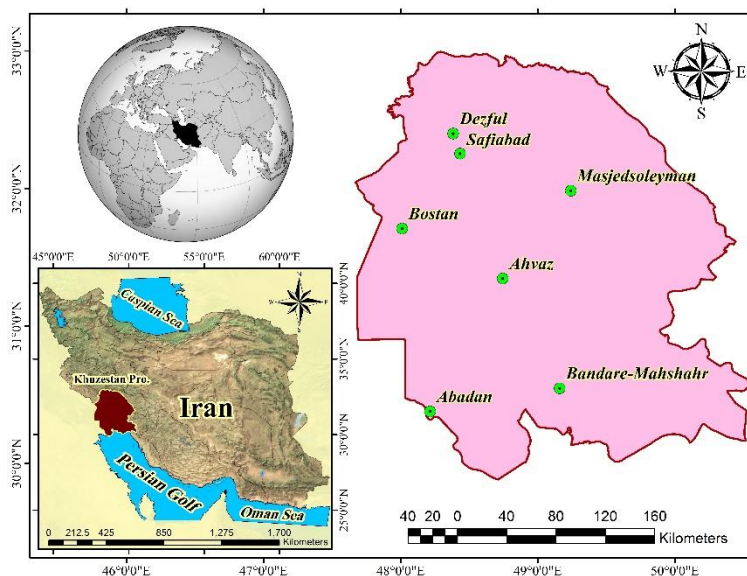 33°0'0"N
32°0'0"N
31°0'0"N
30°0'0"N
N
W
E
S
Dezful
Safiabad
Masjedsoleyman
Bostan
Ahvaz
Bandare-Mahshahr
Abadan
40 20 0 40 80 120 160
Kilometers
45°0'0"E 50°0'0"E 55°0'0"E 60°0'0"E
40°0'0"N
35°0'0"N
30°0'0"N
25°0'0"N
Caspian Sea
Khuzestan Pro.
Iran
Persian Golf
Oman Sea
0 212.5 425 850 1,275 1,700
Kilometers
46°0'0"E 47°0'0"E 48°0'0"E 49°0'0"E 50°0'0"E